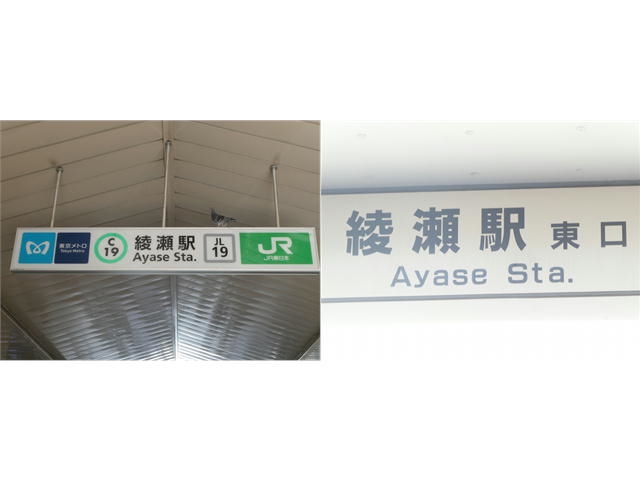 東京メトロ
Tokyo Metro
C
19
綾瀬駅
Ayase Sta.
JL
19
JR
JR東日本
綾瀬駅 東口
Ayase Sta.